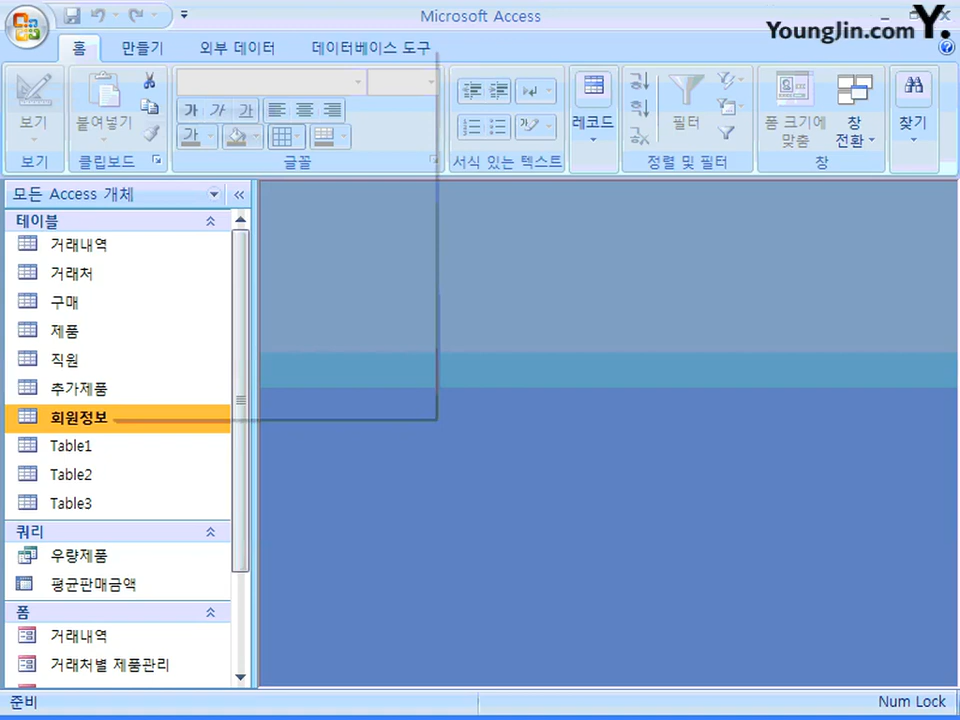 Microsoft Access
YoungJin.com Y.
홈 만들기 외부 데이터 데이터베이스 도구
보기 붙여넣기 가 가 가 가 레코드 필터 폼 크기에 맞춤 창 전환 찾기
보기 클립보드 글꼴 서식 있는 텍스트 정렬 및 필터 창
모든 Access 개체
테이블
거래내역
거래처
구매
제품
직원
추가제품
회원정보
Table1
Table2
Table3
쿼리
우량제품
평균판매금액
폼
거래내역
거래처별 제품관리
준비 Num Lock